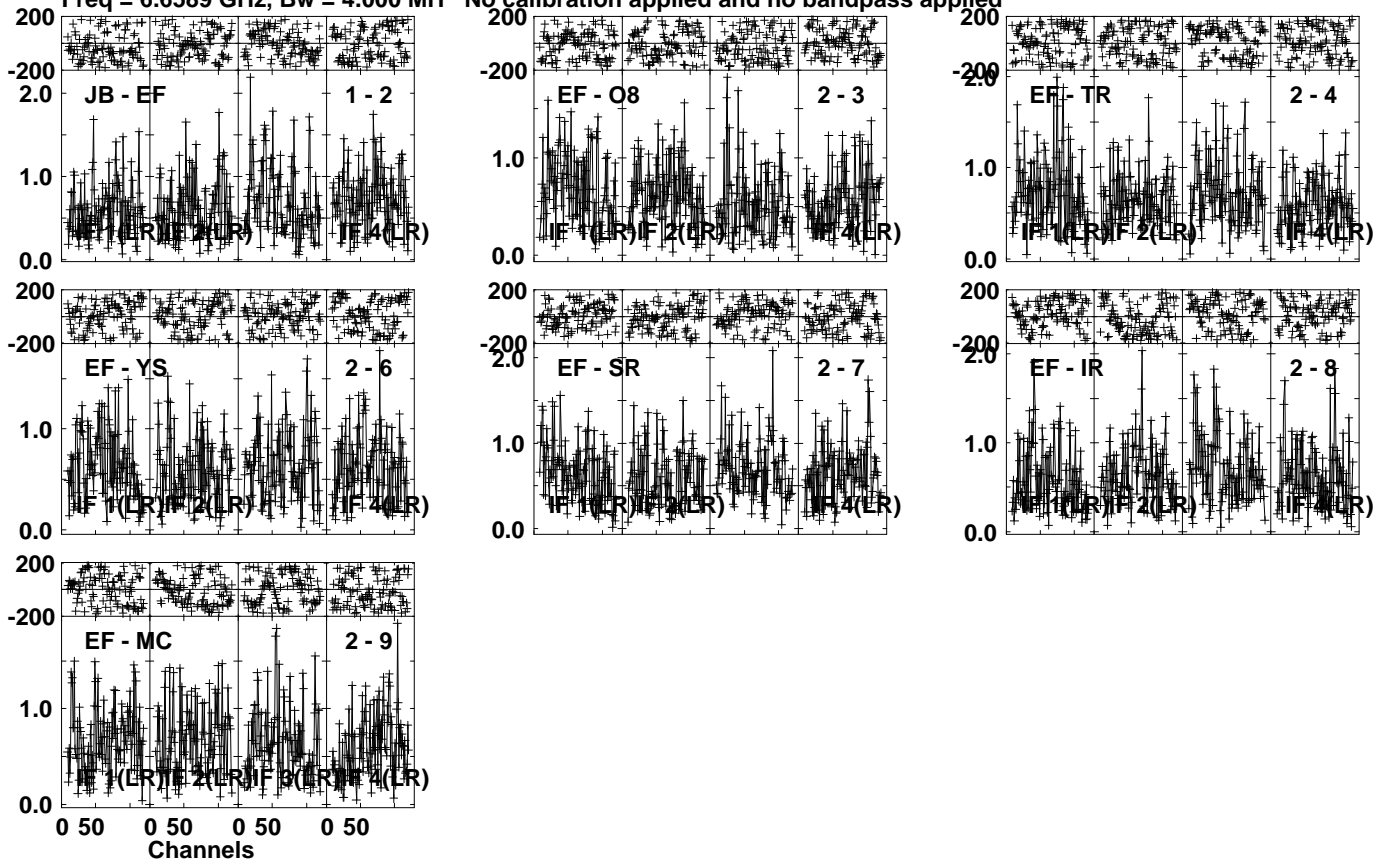 Freq = 6.6589 GHz, Bw = 4.000 MH No calibration applied and no bandpass applied
200
-200
JB - EF 1 - 2
2.0
1.0
0.0
IF 1(LR) IF 2(LR) IF 4(LR)
200
-200
EF - O8 2 - 3
1.0
0.0
IF 1(LR) IF 2(LR) IF 4(LR)
200
-200
2.0
EF - TR 2 - 4
1.0
0.0
IF 1(LR) IF 2(LR) IF 4(LR)
200
-200
EF - YS 2 - 6
1.0
0.0
IF 1(LR) IF 2(LR) IF 4(LR)
200
-200
2.0
EF - SR 2 - 7
1.0
0.0
IF 1(LR) IF 2(LR) IF 4(LR)
200
-200
2.0
EF - IR 2 - 8
1.0
0.0
IF 1(LR) IF 2(LR) IF 4(LR)
200
-200
EF - MC 2 - 9
1.0
0.0
IF 1(LR) IF 2(LR) IF 3(LR) IF 4(LR)
0 50 0 50 0 50 0 50
Channels